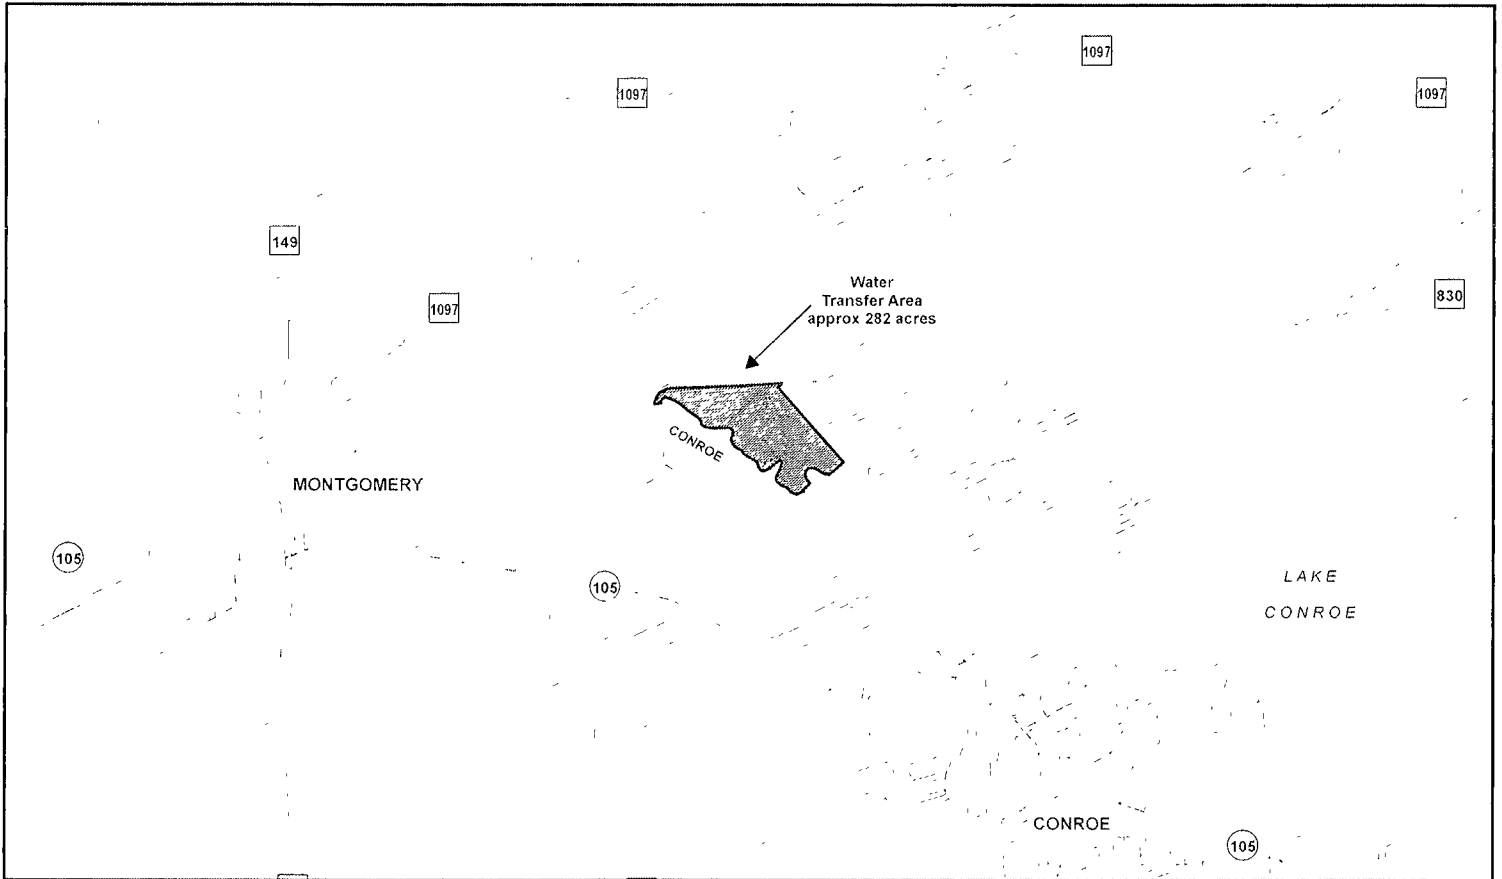 1097
1097
1097
149
Water
Transfer Area
approx 282 acres
830
1097
CONROE
MONTGOMERY
105
105
LAKE
CONROE
CONROE
105